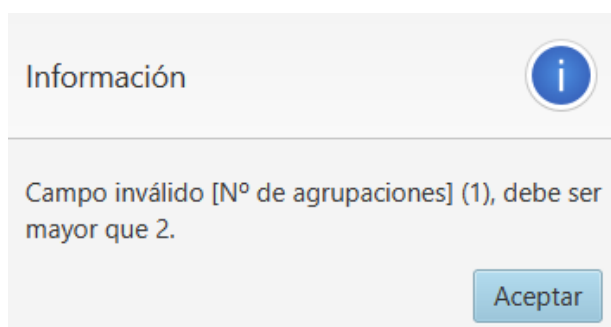 Información
i
Campo inválido [Nº de agrupaciones] (1), debe ser
mayor que 2.
Aceptar